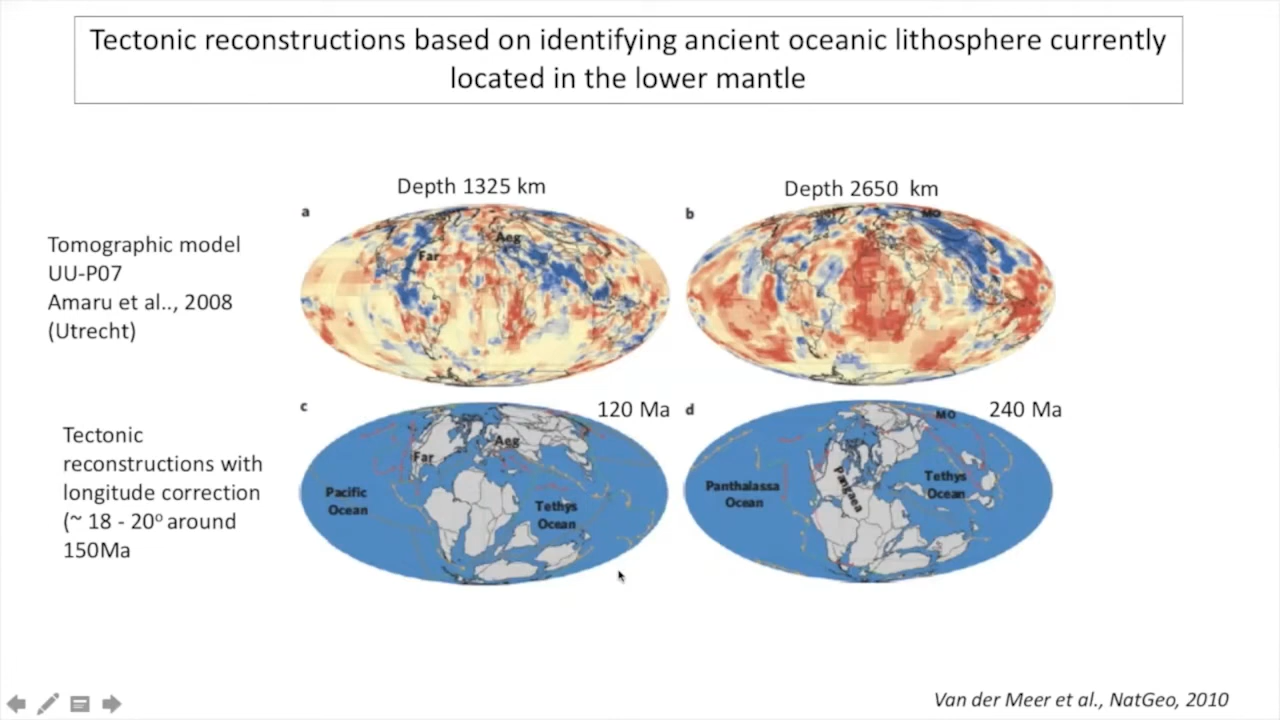 Tectonic reconstructions based on identifying ancient oceanic lithosphere currently
located in the lower mantle
Depth 1325 km
Depth 2650 km
a
b
Tomographic model
UU-P07
Amaru et al.., 2008
(Utrecht)
Aeg
Far
MO
c
120 Ma
d
240 Ma
Tectonic
reconstructions with
longitude correction
(~ 18 - 20º around
150Ma
Aeg
Far
Pacific
Ocean
Tethys
Ocean
MO
Panthalassa
Ocean
Pangaea
Tethys
Ocean
Van der Meer et al., NatGeo, 2010